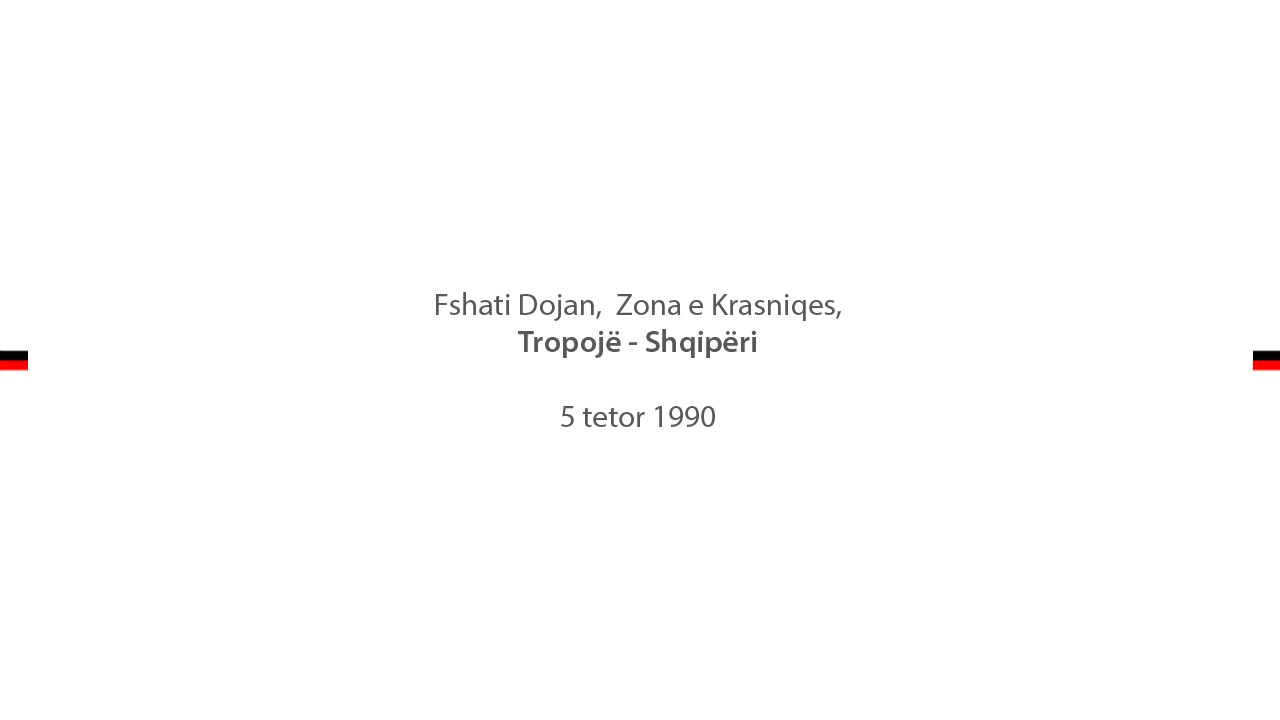 Fshati Dojan,  Zona e Krasniqes,
Tropojë - Shqipëri
5 tetor 1990